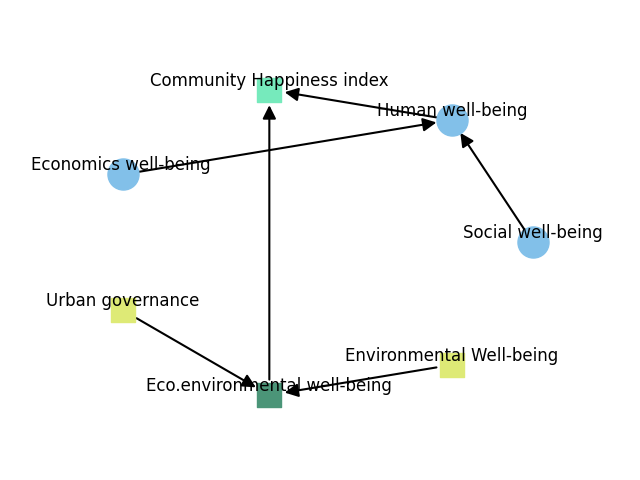 Community Happiness index
Human well-being
Economics well-being
Social well-being
Urban governance
Environmental Well-being
Eco.environmental well-being